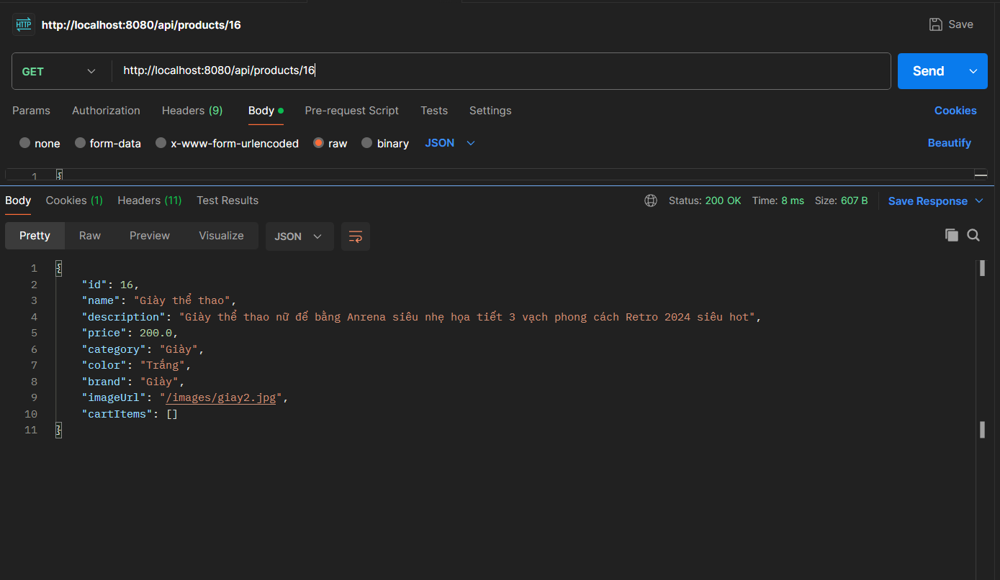 HTTP http://localhost:8080/api/products/16 Save
GET http://localhost:8080/api/products/16 Send
Params Authorization Headers (9) Body Pre-request Script Tests Settings Cookies
none form-data x-www-form-urlencoded raw binary JSON Beautify
1 {
Body Cookies (1) Headers (11) Test Results Status: 200 OK Time: 8 ms Size: 607 B Save Response
Pretty Raw Preview Visualize JSON
1 {
2 "id": 16,
3 "name": "Giày thể thao",
4 "description": "Giày thể thao nữ đế bằng Anrena siêu nhẹ họa tiết 3 vạch phong cách Retro 2024 siêu hot",
5 "price": 200.0,
6 "category": "Giày",
7 "color": "Trắng",
8 "brand": "Giày",
9 "imageUrl": "/images/giay2.jpg",
10 "cartItems": []
11 }